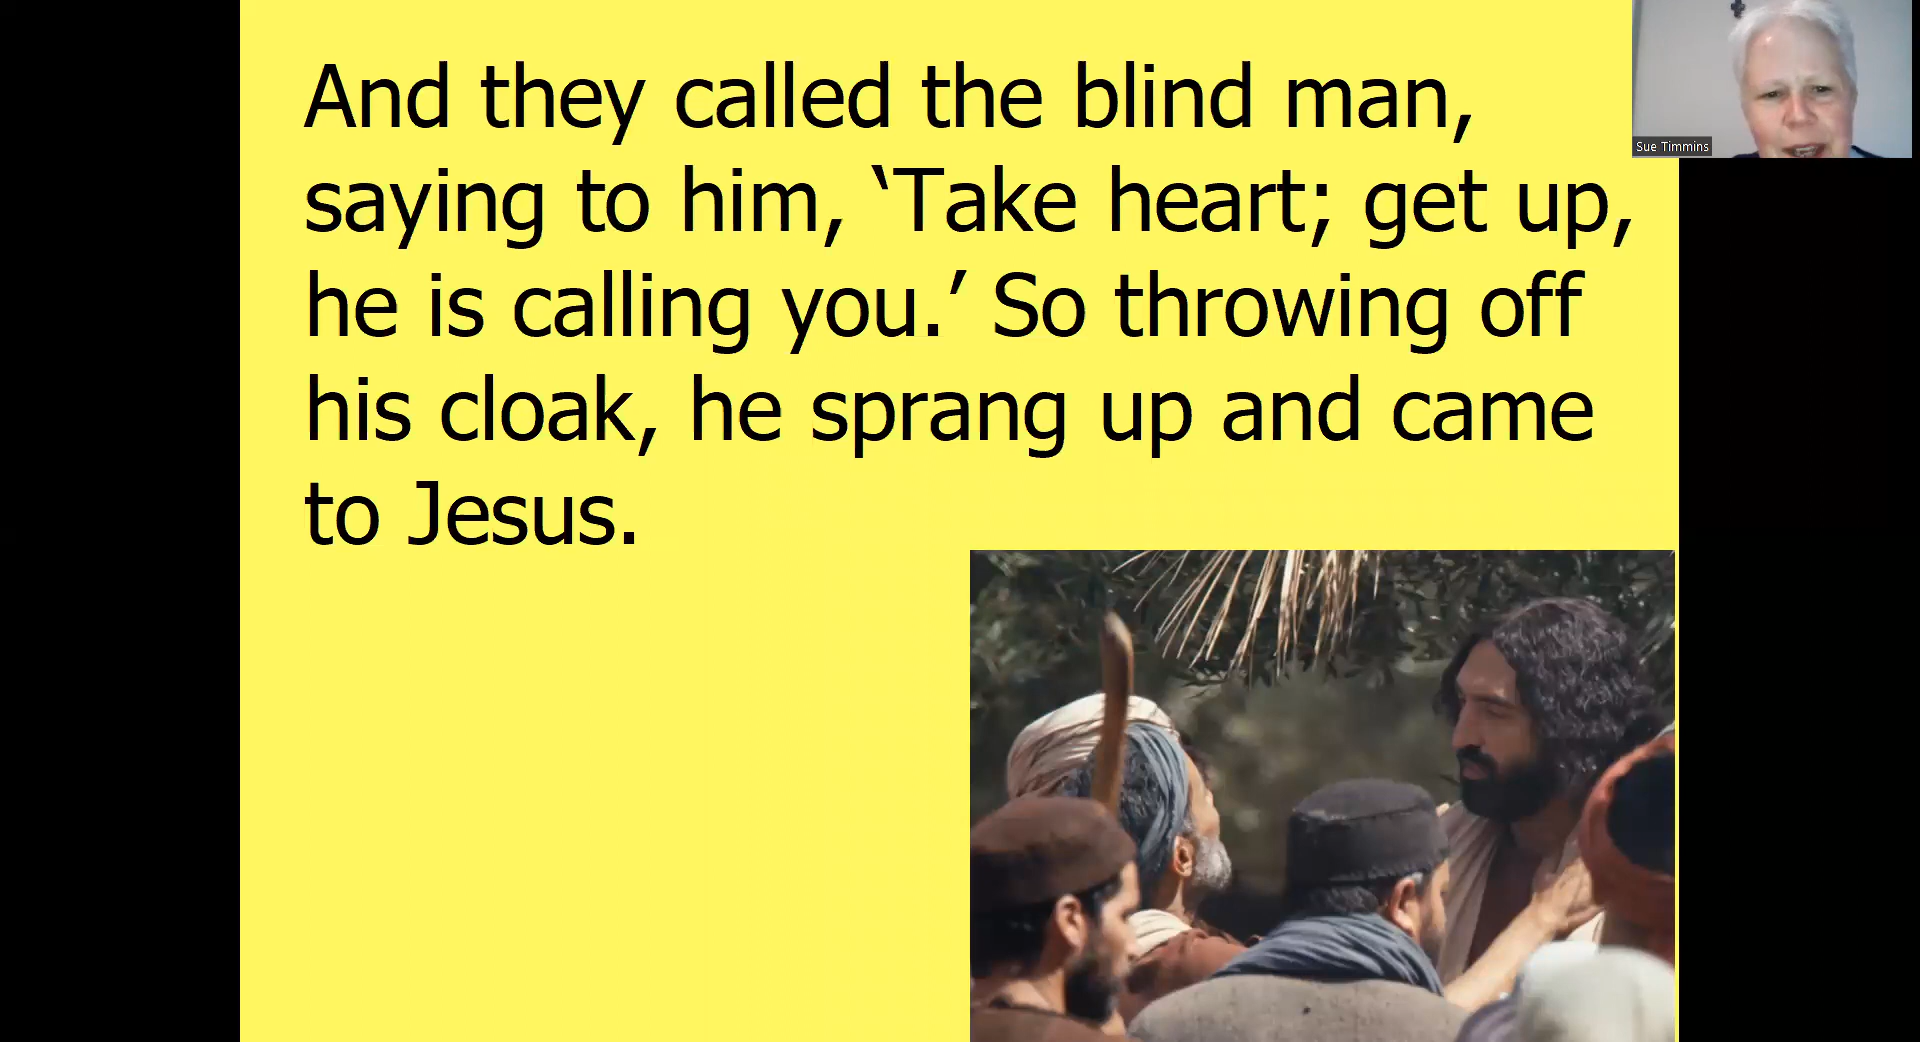 And they called the blind man,
saying to him, ‘Take heart; get up,
he is calling you.’ So throwing off
his cloak, he sprang up and came
to Jesus.
Sue Timmins